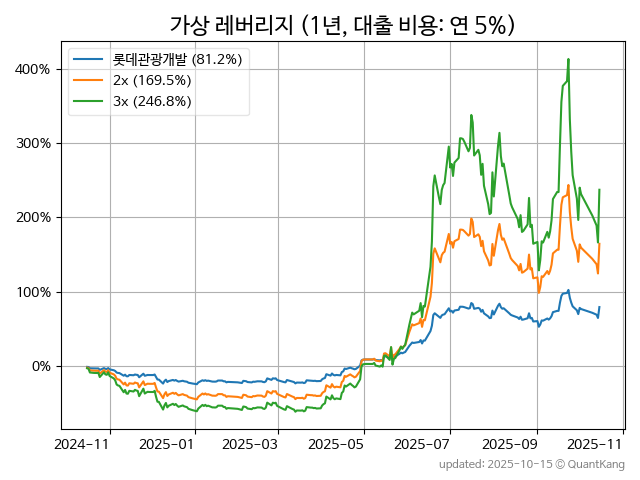 가상 레버리지 (1년, 대출 비용: 연 5%)
롯데관광개발 (81.2%)
2x (169.5%)
3x (246.8%)
400%
300%
200%
100%
0%
2024-11 2025-01 2025-03 2025-05 2025-07 2025-09 2025-11
updated: 2025-10-15 © QuantKang